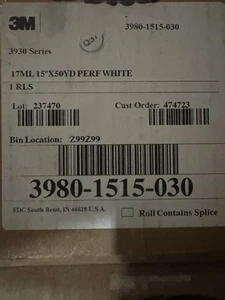 3M 3980-1515-030
3930 Series
17ML 15"X50YD PERF WHITE
1 RLS
Lot: 237470 Cust Order: 474723
Bin Location: Z99Z99
3980-1515-030
FDC South Bend, IN 46628 U.S.A.
Roll Contains Splice